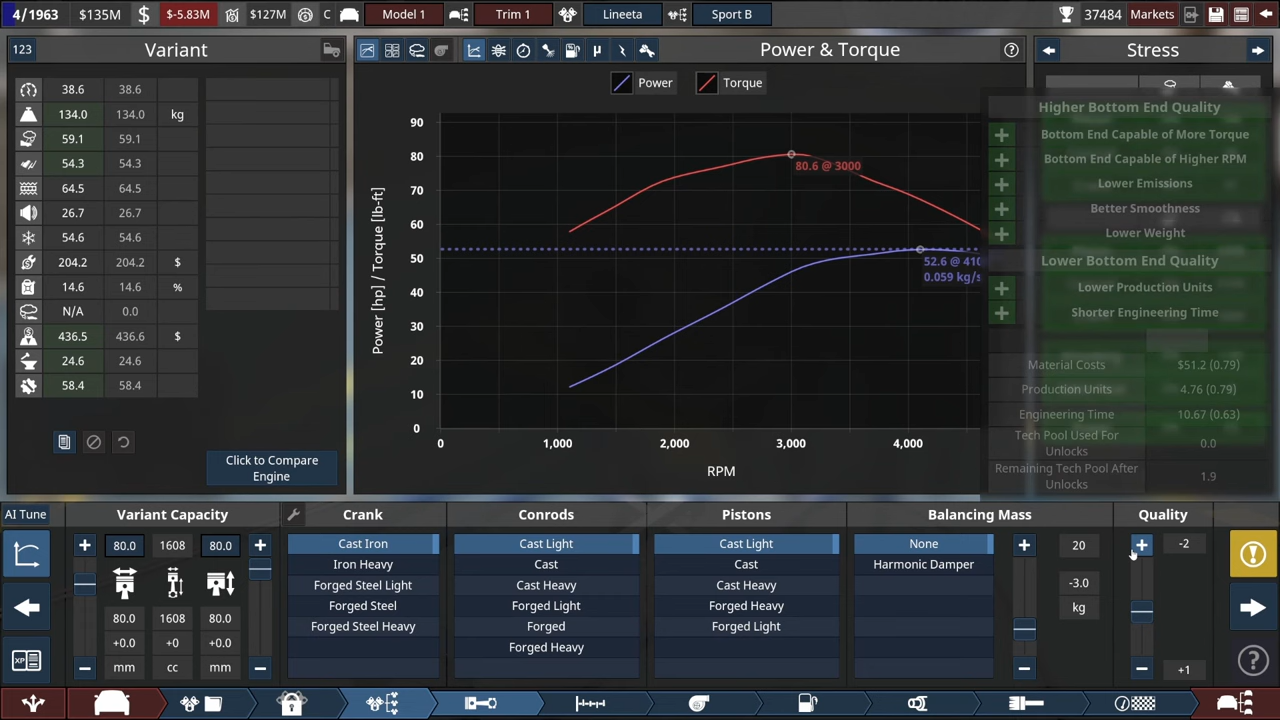 4/1963 $135M $-5.83M $127M C Model 1 Trim 1 Lineeta Sport B 37484 Markets
123 Variant
38.6 38.6
134.0 134.0 kg
59.1 59.1
54.3 54.3
64.5 64.5
26.7 26.7
54.6 54.6
204.2 204.2 $
14.6 14.6 %
N/A 0.0
436.5 436.6 $
24.6 24.6
58.4 58.4
Click to Compare
Engine
Power & Torque
Power Torque
Power [hp] / Torque [lb-ft]
90
80
70
60
50
40
30
20
10
0
80.6 @ 3000
52.6 @ 410
0.059 kg/s
0 1,000 2,000 3,000 4,000
RPM
Stress
Higher Bottom End Quality
+ Bottom End Capable of More Torque
+ Bottom End Capable of Higher RPM
+ Lower Emissions
+ Better Smoothness
+ Lower Weight
Lower Bottom End Quality
+ Lower Production Units
+ Shorter Engineering Time
Material Costs $51.2 (0.79)
Production Units 4.76 (0.79)
Engineering Time 10.67 (0.63)
Tech Pool Used For
Unlocks 0.0
Remaining Tech Pool After
Unlocks 1.9
AI Tune
Variant Capacity
80.0 1608 80.0
80.0 1608 80.0
+0.0 +0 +0.0
mm cc mm
Crank
Cast Iron
Iron Heavy
Forged Steel Light
Forged Steel
Forged Steel Heavy
Conrods
Cast Light
Cast
Cast Heavy
Forged Light
Forged
Forged Heavy
Pistons
Cast Light
Cast
Cast Heavy
Forged Heavy
Forged Light
Balancing Mass
None
Harmonic Damper
20
-3.0
kg
Quality
-2
+1
XP